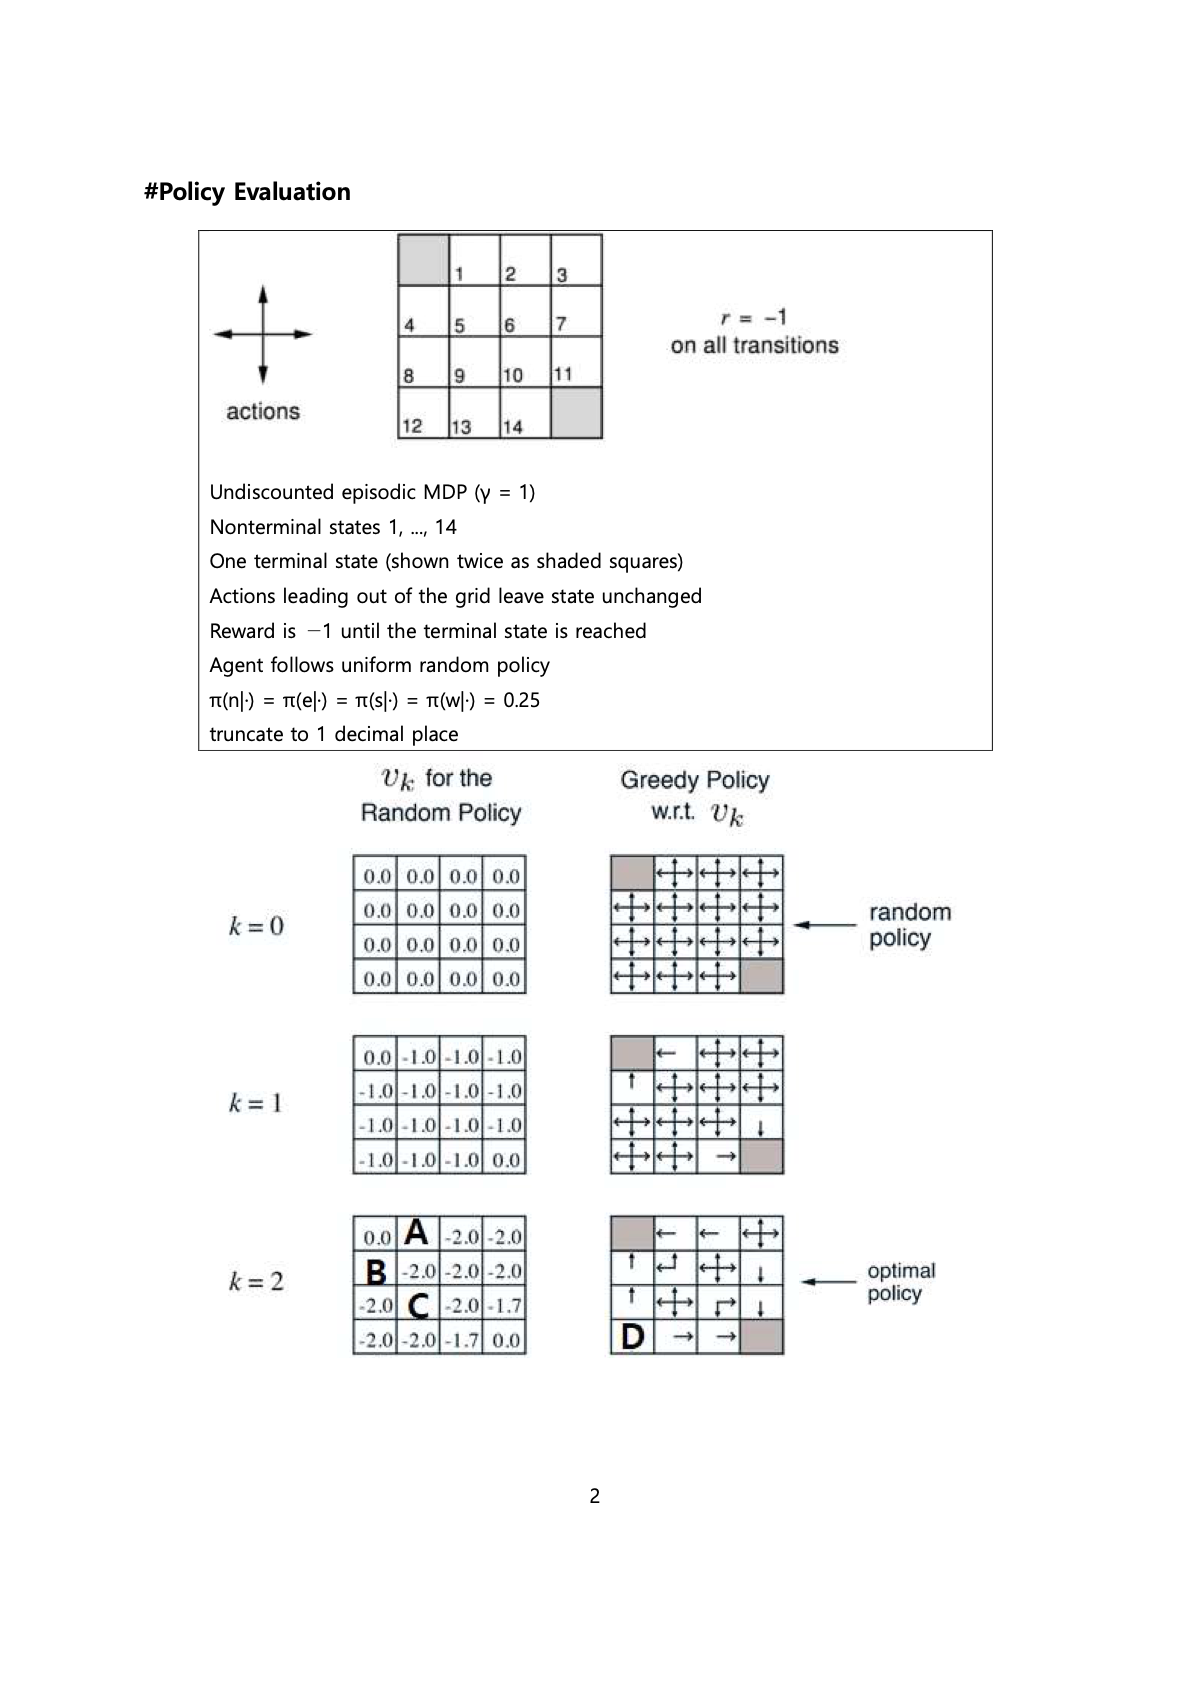 #Policy Evaluation
1 2 3
4 5 6 7
8 9 10 11
12 13 14
actions
r = -1
on all transitions
Undiscounted episodic MDP (γ = 1)
Nonterminal states 1, ..., 14
One terminal state (shown twice as shaded squares)
Actions leading out of the grid leave state unchanged
Reward is −1 until the terminal state is reached
Agent follows uniform random policy
π(n|·) = π(e|·) = π(s|·) = π(w|·) = 0.25
truncate to 1 decimal place
vk for the
Random Policy
Greedy Policy
w.r.t. vk
k = 0
0.0 0.0 0.0 0.0
0.0 0.0 0.0 0.0
0.0 0.0 0.0 0.0
0.0 0.0 0.0 0.0
random
policy
k = 1
0.0 -1.0 -1.0 -1.0
-1.0 -1.0 -1.0 -1.0
-1.0 -1.0 -1.0 -1.0
-1.0 -1.0 -1.0 0.0
k = 2
0.0 A -2.0 -2.0
B -2.0 -2.0 -2.0
-2.0 C -2.0 -1.7
-2.0 -2.0 -1.7 0.0
D
optimal
policy
2